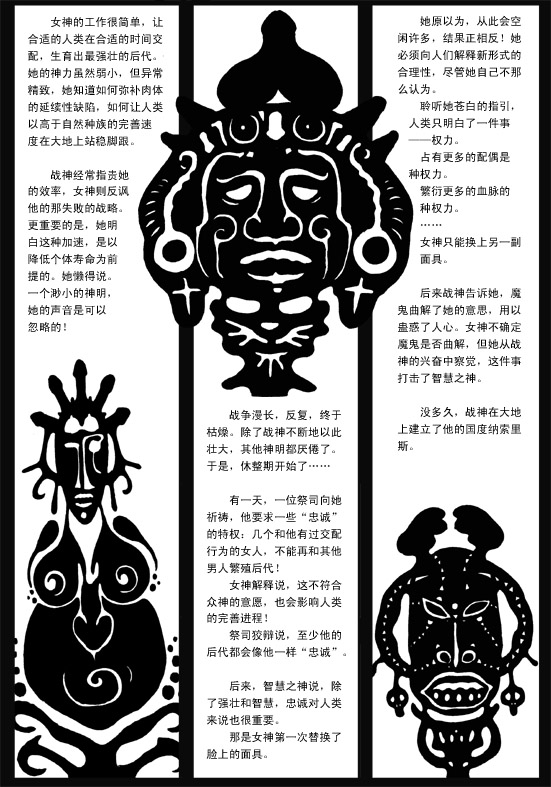 女神的工作很简单，让
合适的人类在合适的时间交
配，生育出最强壮的后代。
她的神力虽然弱小，但异常
精致，她知道如何弥补肉体
的延续性缺陷，如何让人类
以高于自然种族的完善速
度在大地上站稳脚跟。
战神经常指责她
的效率，女神则反讽
他的那失败的战略。
更重要的是，她明
白这种加速，是以
降低个体寿命为前
提的。她懒得说。
一个渺小的神明，
她的声音是可以
忽略的！
战争漫长，反复，终于
枯燥。除了战神不断地以此
壮大，其他神明都厌倦了。
于是，休整期开始了……
有一天，一位祭司向她
祈祷，他要求一些“忠诚”
的特权：几个和他有过交配
行为的女人，不能再和其他
男人繁殖后代！
女神解释说，这不符合
众神的意愿，也会影响人类
的完善进程！
祭司狡辩说，至少他的
后代都会像他一样“忠诚”。
后来，智慧之神说，除
了强壮和智慧，忠诚对人类
来说也很重要。
那是女神第一次替换了
脸上的面具。
她原以为，从此会空
闲许多，结果正相反！她
必须向人们解释新形式的
合理性，尽管她自己不那
么认为。
聆听她苍白的指引，
人类只明白了一件事
——权力。
占有更多的配偶是
种权力。
繁衍更多的血脉的
种权力。
……
女神只能换上另一副
面具。
后来战神告诉她，魔
鬼曲解了她的意思，用以
蛊惑了人心。女神不确定
魔鬼是否曲解，但她从战
神的兴奋中察觉，这件事
打击了智慧之神。
没多久，战神在大地
上建立了他的国度纳索里
斯。